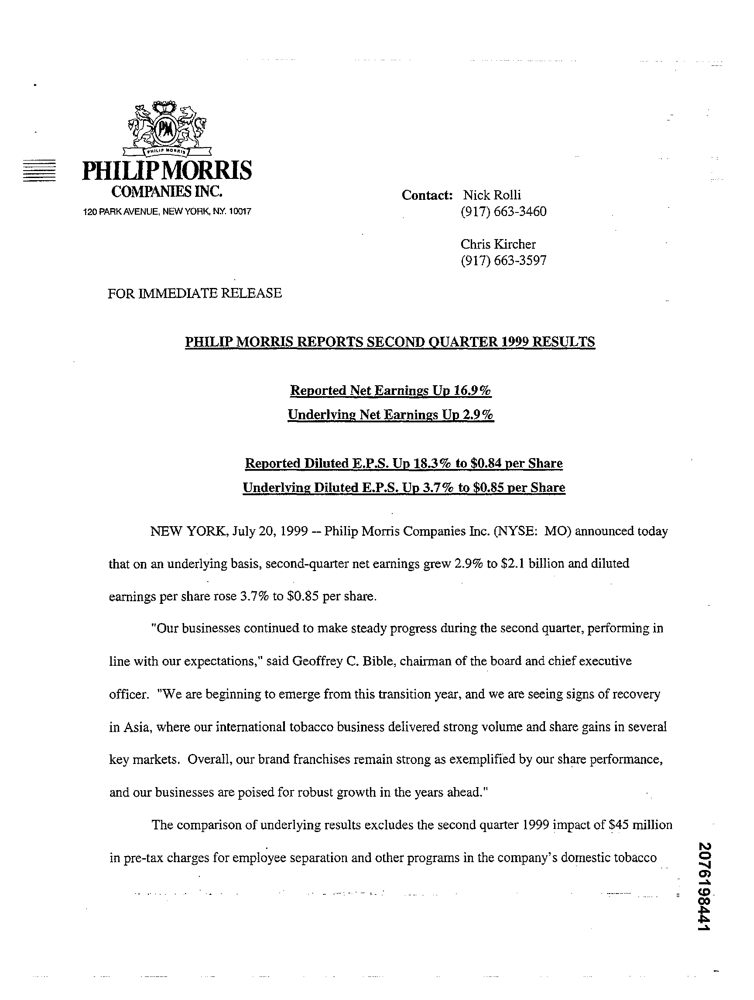 PM
PHILIP MORRIS
PHILIP MORRIS
COMPANIES INC.
120 PARK AVENUE, NEW YORK, N.Y. 10017
Contact: Nick Rolli
(917) 663-3460
Chris Kircher
(917) 663-3597
FOR IMMEDIATE RELEASE
PHILIP MORRIS REPORTS SECOND QUARTER 1999 RESULTS
Reported Net Earnings Up 16.9%
Underlying Net Earnings Up 2.9%
Reported Diluted E.P.S. Up 18.3% to $0.84 per Share
Underlying Diluted E.P.S. Up 3.7% to $0.85 per Share
NEW YORK, July 20, 1999 -- Philip Morris Companies Inc. (NYSE: MO) announced today
that on an underlying basis, second-quarter net earnings grew 2.9% to $2.1 billion and diluted
earnings per share rose 3.7% to $0.85 per share.
"Our businesses continued to make steady progress during the second quarter, performing in
line with our expectations," said Geoffrey C. Bible, chairman of the board and chief executive
officer. "We are beginning to emerge from this transition year, and we are seeing signs of recovery
in Asia, where our international tobacco business delivered strong volume and share gains in several
key markets. Overall, our brand franchises remain strong as exemplified by our share performance,
and our businesses are poised for robust growth in the years ahead."
The comparison of underlying results excludes the second quarter 1999 impact of $45 million
in pre-tax charges for employee separation and other programs in the company's domestic tobacco
2076198441